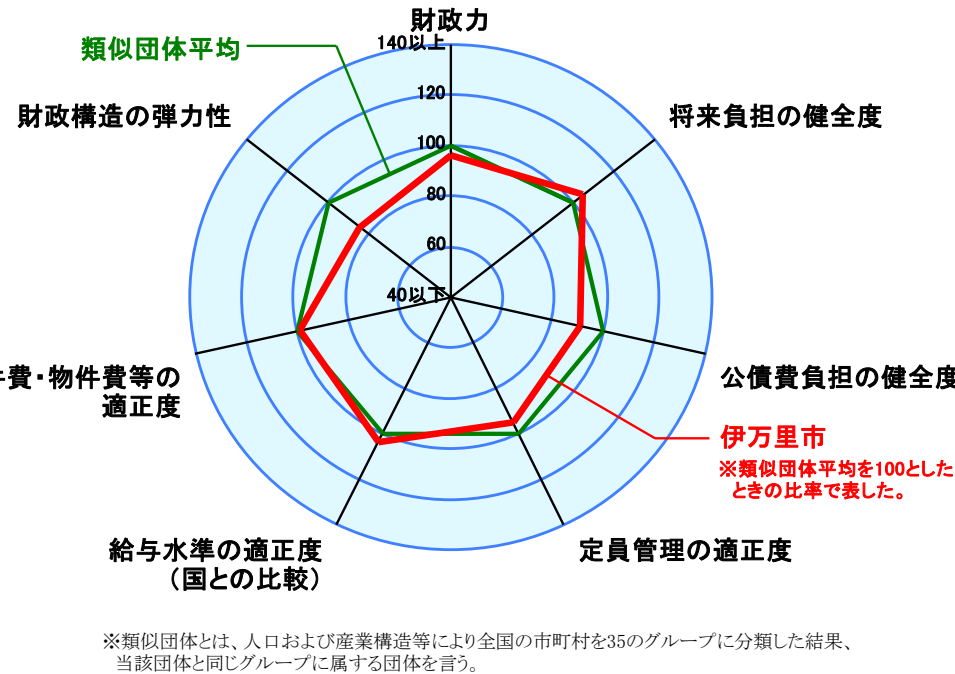 財政力
140以上
類似団体平均
120
財政構造の弾力性
将来負担の健全度
100
80
60
40以下
件費・物件費等の
適正度
公債費負担の健全度
伊万里市
※類似団体平均を100とした
ときの比率で表した。
給与水準の適正度
（国との比較）
定員管理の適正度
※類似団体とは、人口および産業構造等により全国の市町村を35のグループに分類した結果、
当該団体と同じグループに属する団体を言う。